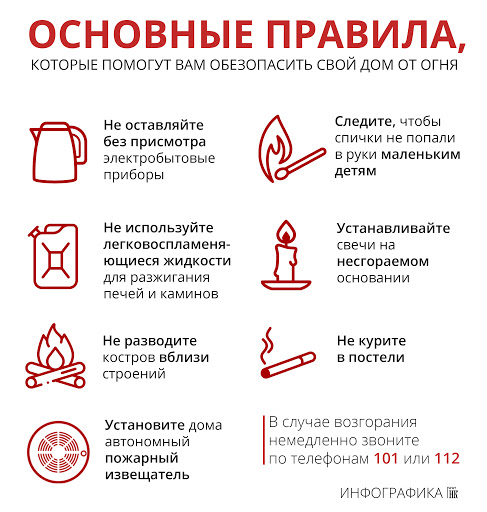 ОСНОВНЫЕ ПРАВИЛА,
КОТОРЫЕ ПОМОГУТ ВАМ ОБЕЗОПАСИТЬ СВОЙ ДОМ ОТ ОГНЯ
Не оставляйте
без присмотра
электробытовые
приборы
Следите, чтобы
спички не попали
в руки маленьким
детям
Не используйте
легковоспламеня-
ющиеся жидкости
для разжигания
печей и каминов
Устанавливайте
свечи на
несгораемом
основании
Не разводите
костров вблизи
строений
Не курите
в постели
Установите дома
автономный
пожарный
извещатель
В случае возгорания
немедленно звоните
по телефонам 101 или 112
ИНФОГРАФИКА